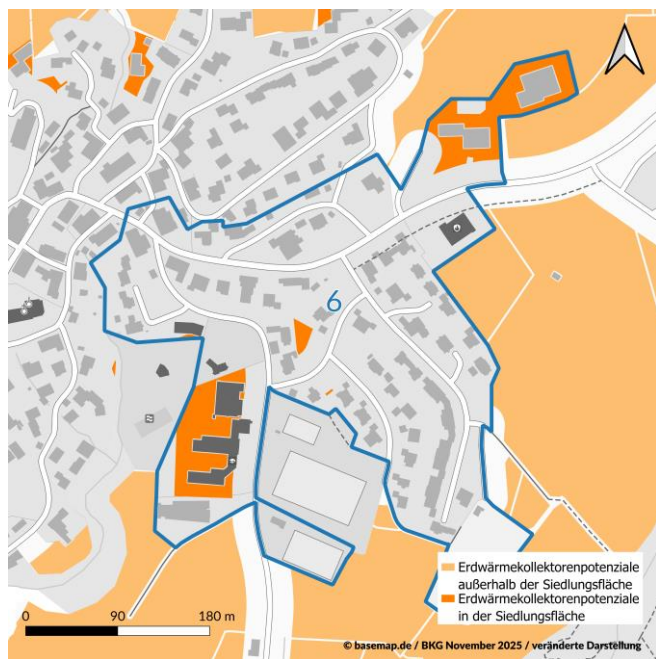 6
Erdwärmekollektorenpotenziale
außerhalb der Siedlungsfläche
Erdwärmekollektorenpotenziale
in der Siedlungsfläche
0 90 180 m
© basemap.de / BKG November 2025 / veränderte Darstellung